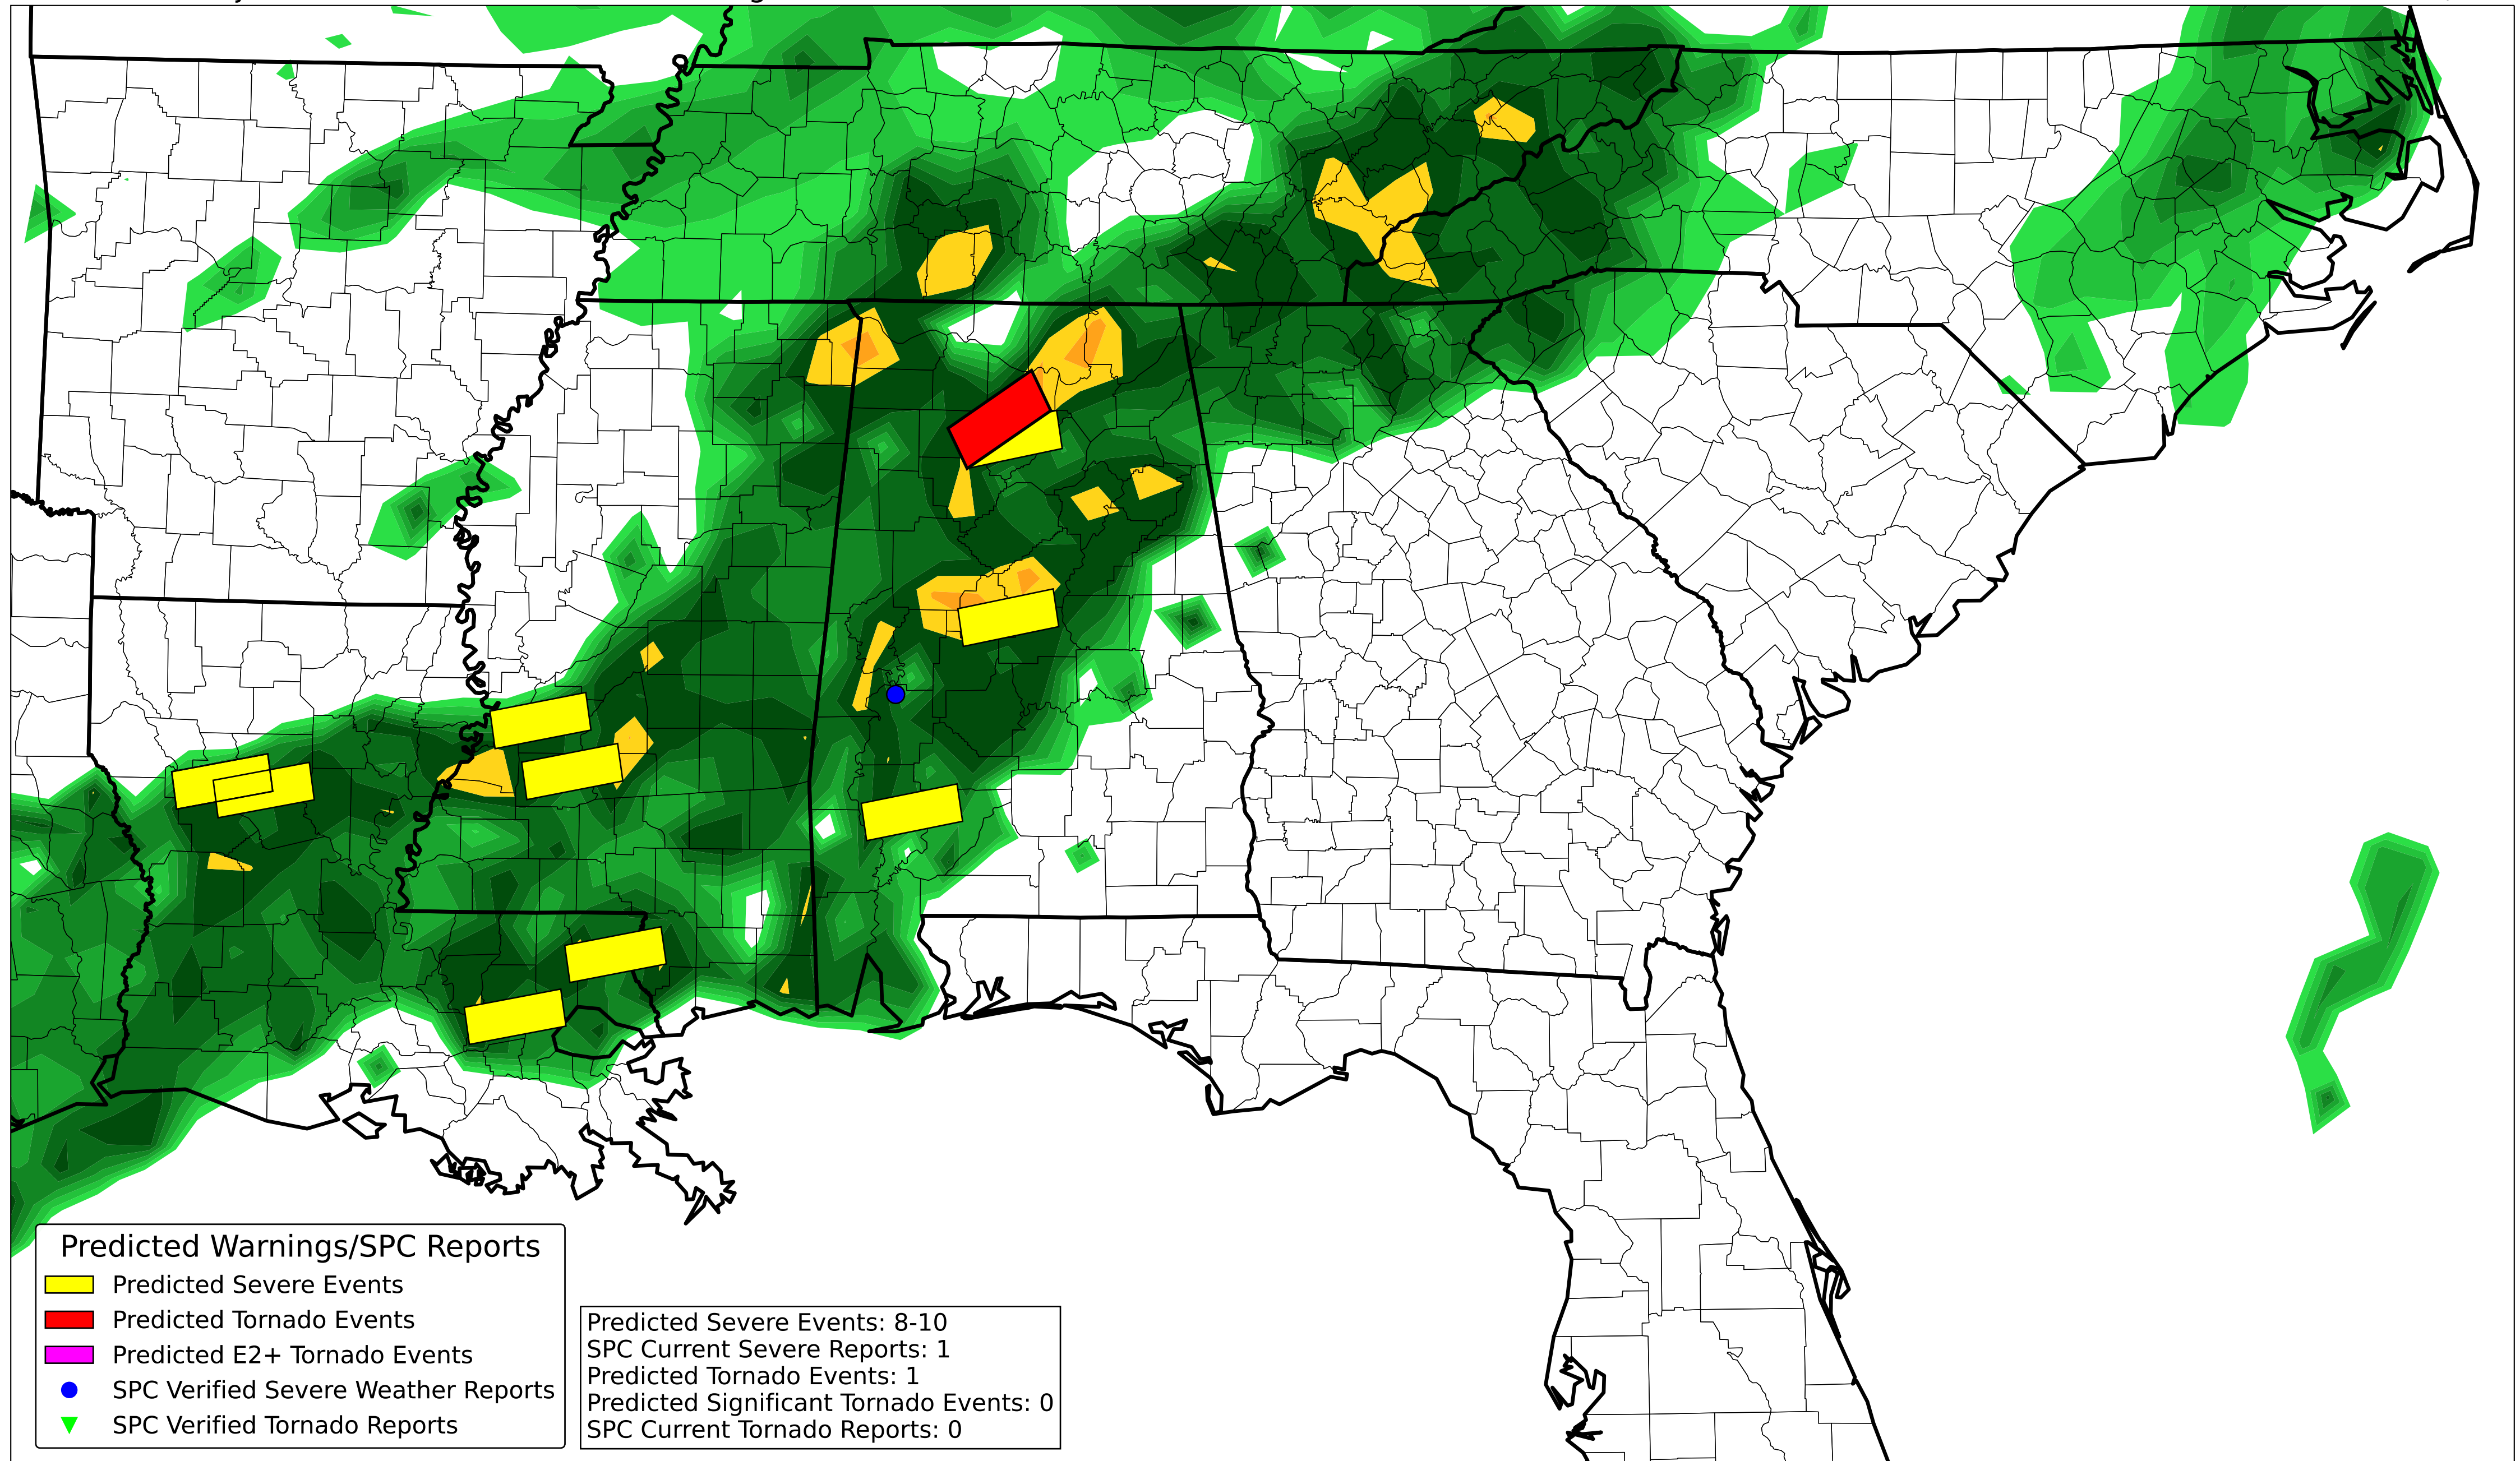 Predicted Warnings/SPC Reports
Predicted Severe Events
Predicted Tornado Events
Predicted E2+ Tornado Events
SPC Verified Severe Weather Reports
SPC Verified Tornado Reports
Predicted Severe Events: 8-10
SPC Current Severe Reports: 1
Predicted Tornado Events: 1
Predicted Significant Tornado Events: 0
SPC Current Tornado Reports: 0